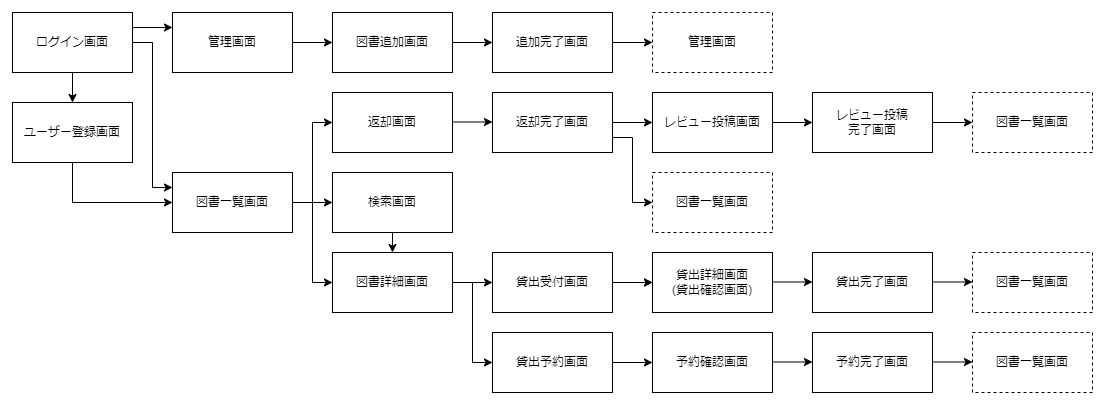 ログイン画面
管理画面
図書追加画面
追加完了画面
管理画面
ユーザー登録画面
返却画面
返却完了画面
レビュー投稿画面
レビュー投稿
完了画面
図書一覧画面
図書一覧画面
検索画面
図書一覧画面
図書詳細画面
貸出受付画面
貸出詳細画面
(貸出確認画面)
貸出完了画面
図書一覧画面
貸出予約画面
予約確認画面
予約完了画面
図書一覧画面